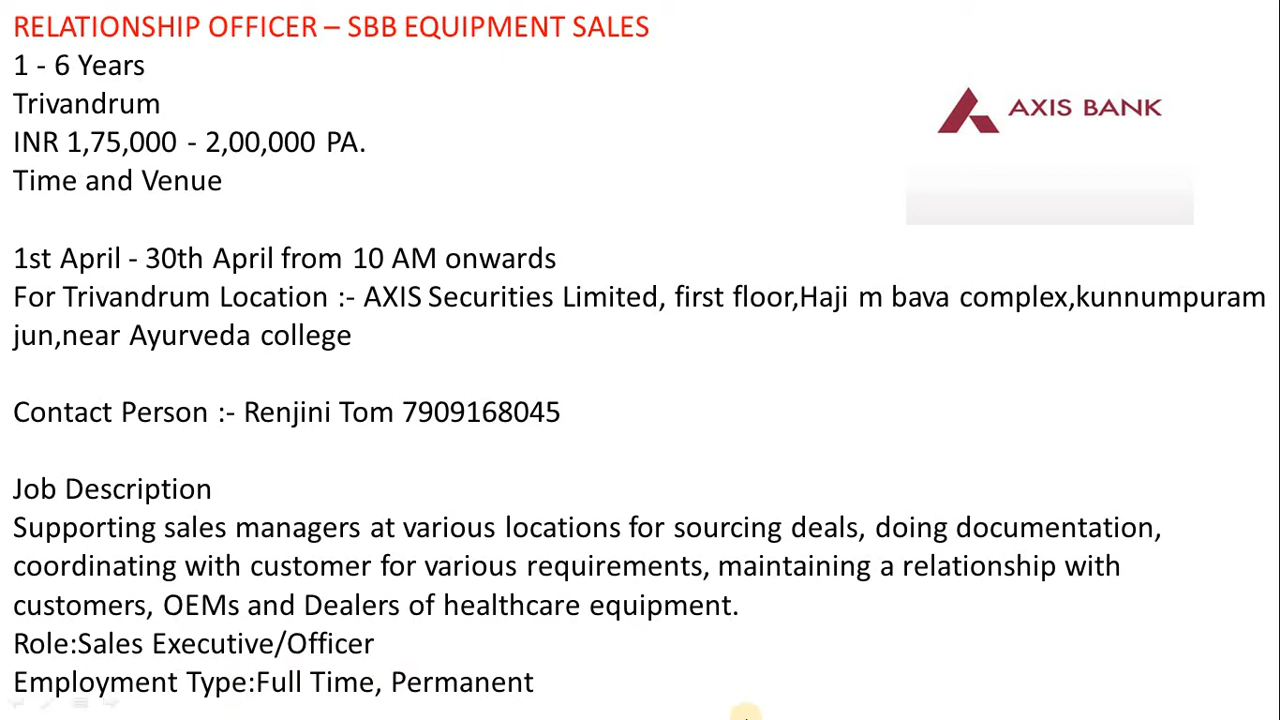 RELATIONSHIP OFFICER – SBB EQUIPMENT SALES
1 - 6 Years
Trivandrum
INR 1,75,000 - 2,00,000 PA.
Time and Venue
AXIS BANK
1st April - 30th April from 10 AM onwards
For Trivandrum Location :- AXIS Securities Limited, first floor,Haji m bava complex,kunnumpuram
jun,near Ayurveda college
Contact Person :- Renjini Tom 7909168045
Job Description
Supporting sales managers at various locations for sourcing deals, doing documentation,
coordinating with customer for various requirements, maintaining a relationship with
customers, OEMs and Dealers of healthcare equipment.
Role:Sales Executive/Officer
Employment Type:Full Time, Permanent